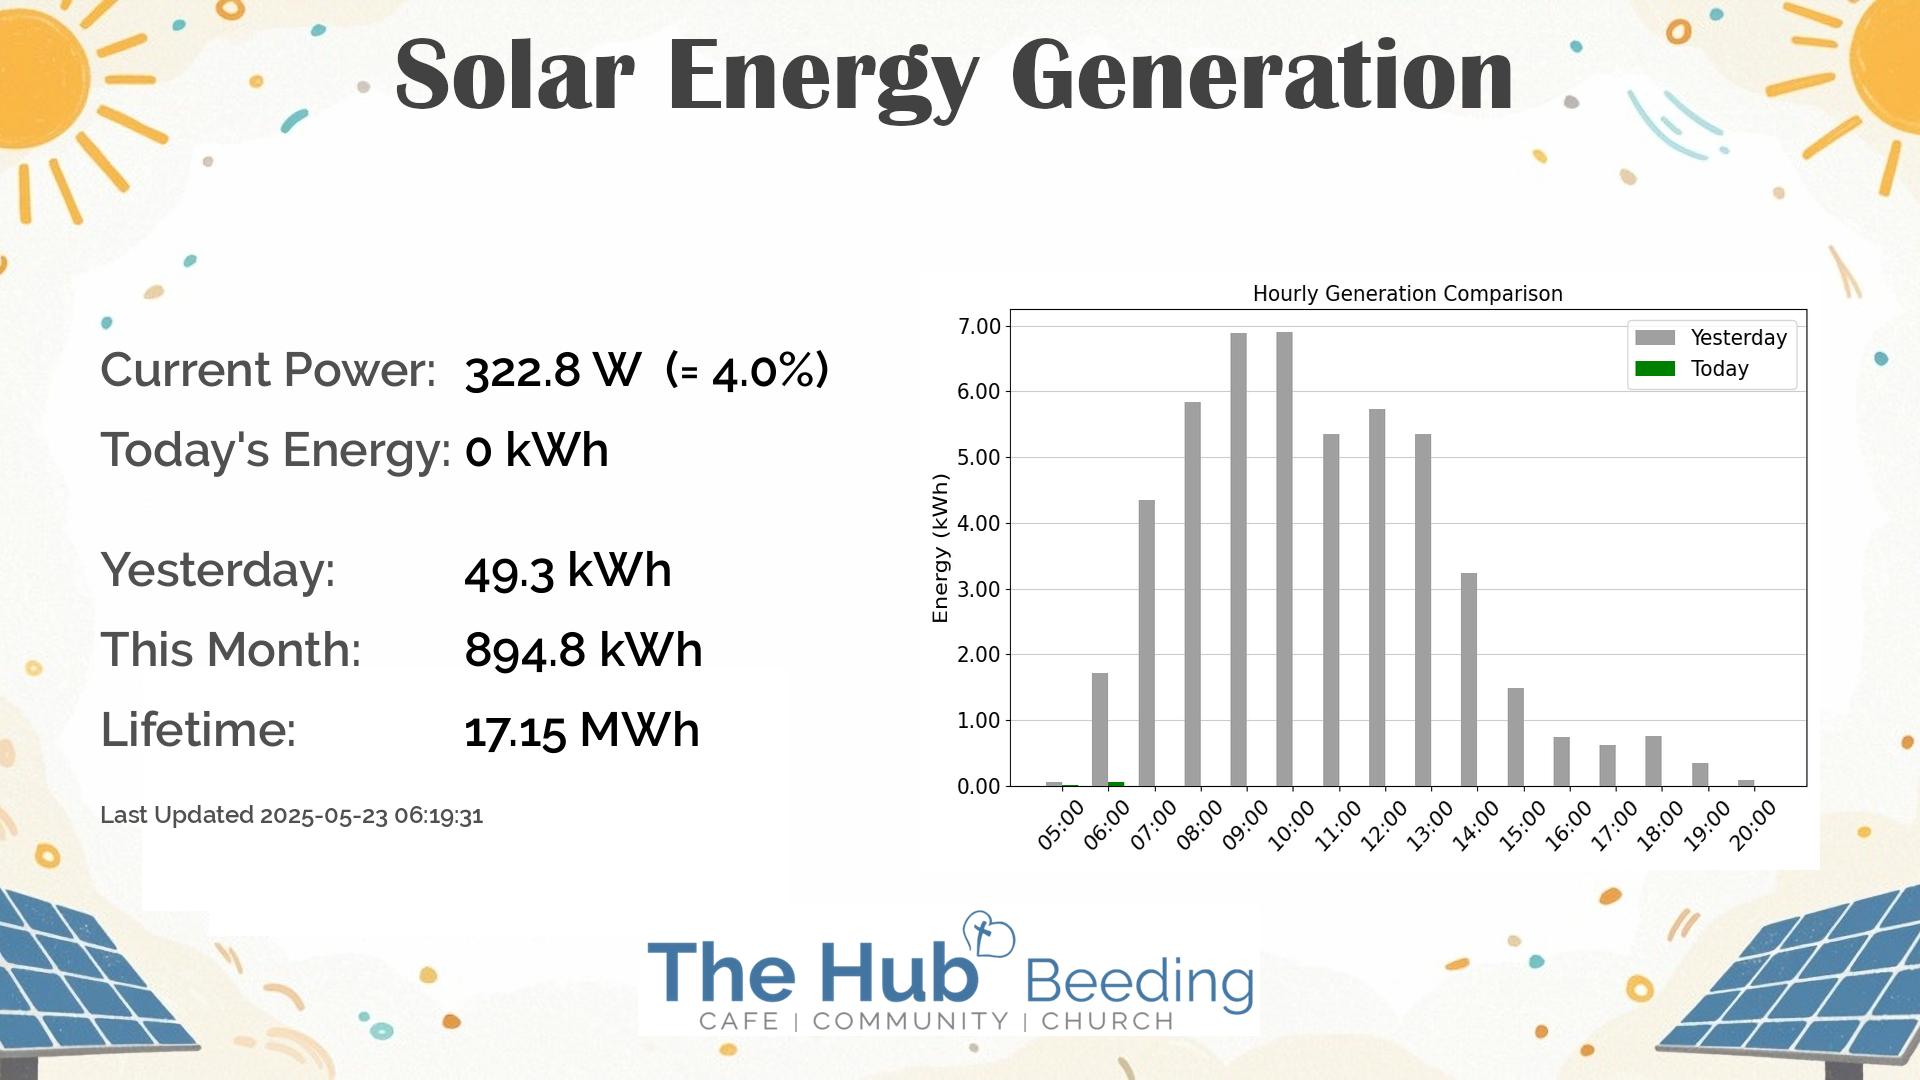 Solar Energy Generation
Current Power: 322.8 W (= 4.0%)
Today's Energy: 0 kWh
Yesterday: 49.3 kWh
This Month: 894.8 kWh
Lifetime: 17.15 MWh
Last Updated 2025-05-23 06:19:31
Hourly Generation Comparison
Yesterday
Today
Energy (kWh)
7.00
6.00
5.00
4.00
3.00
2.00
1.00
0.00
05:00 06:00 07:00 08:00 09:00 10:00 11:00 12:00 13:00 14:00 15:00 16:00 17:00 18:00 19:00 20:00
The Hub Beeding
CAFE | COMMUNITY | CHURCH